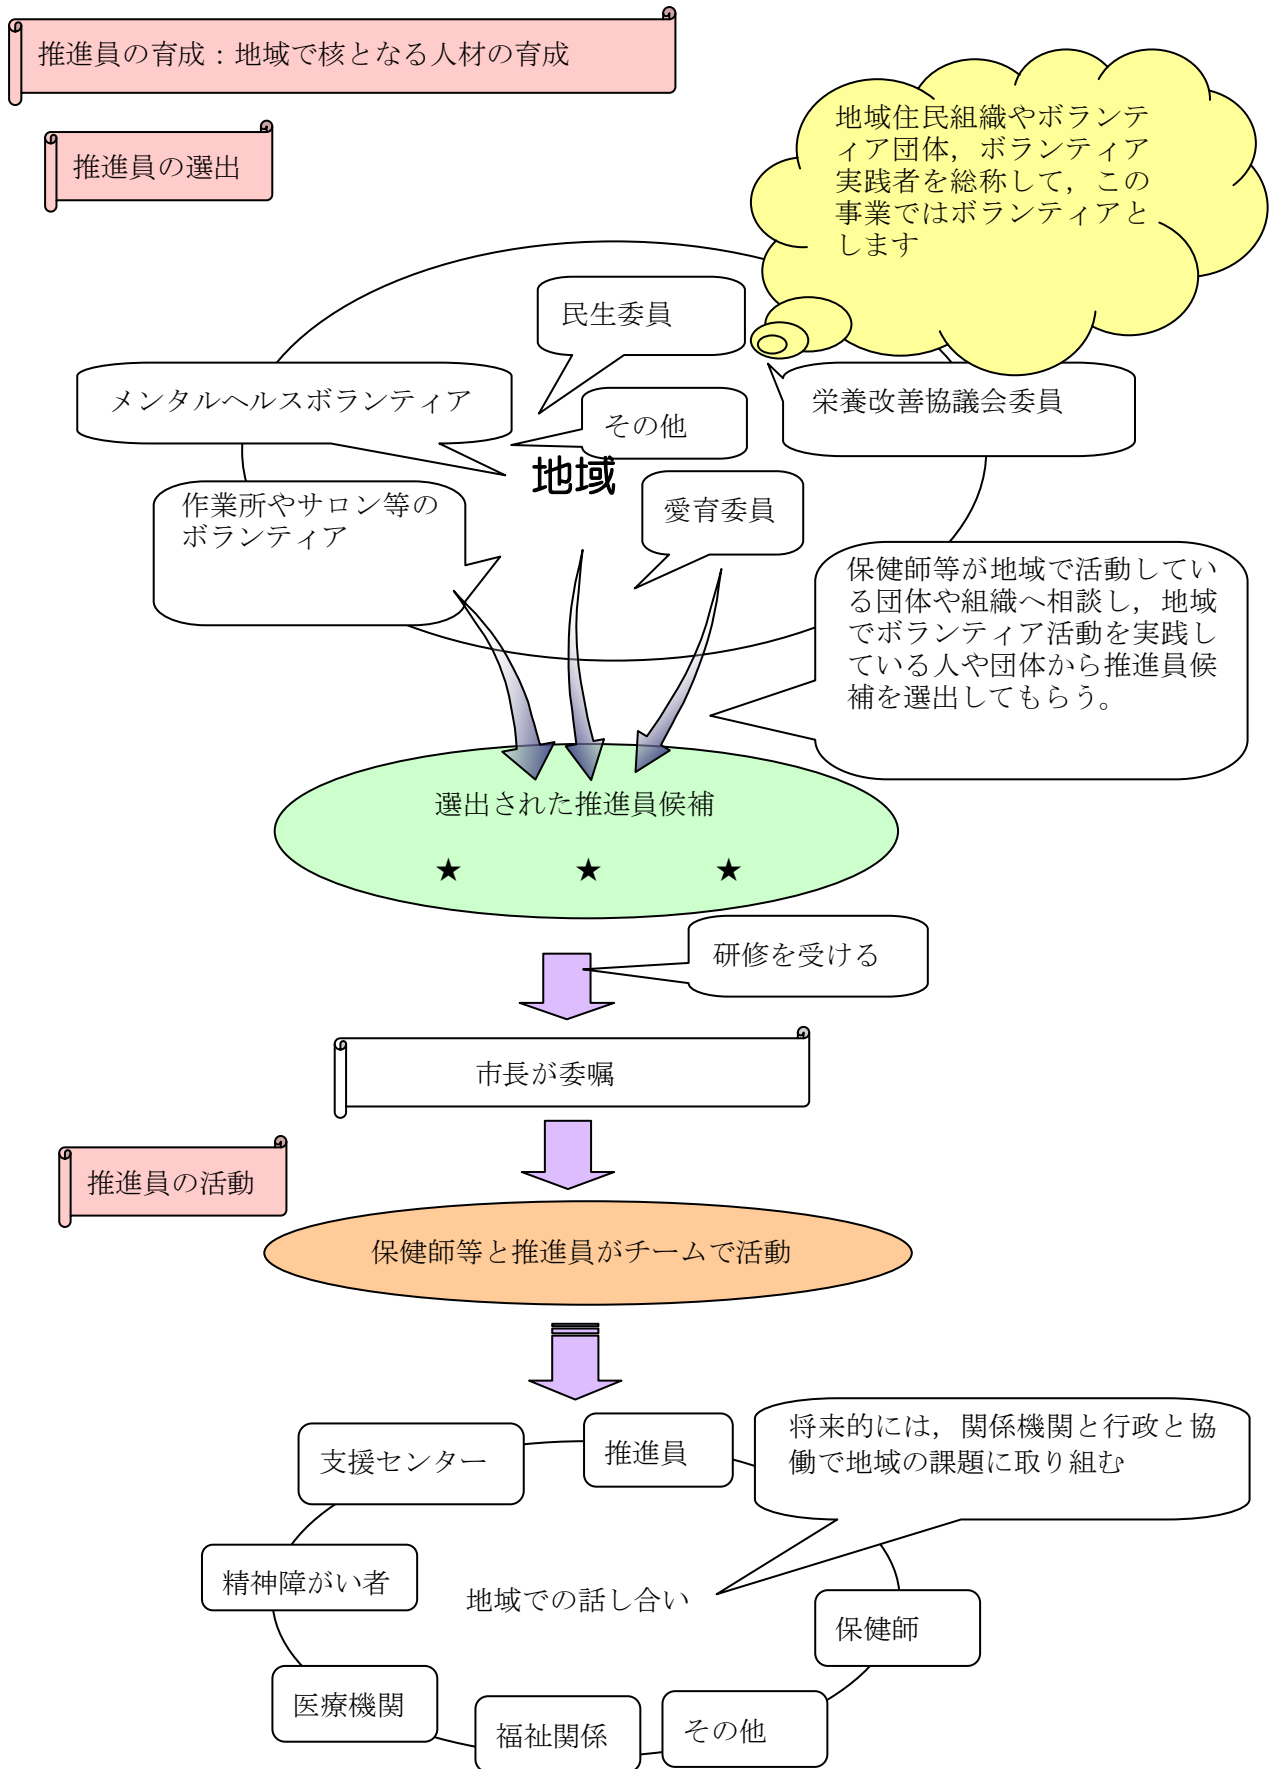 推進員の育成：地域で核となる人材の育成
推進員の選出
地域住民組織やボランテ
ィア団体，ボランティア
実践者を総称して，この
事業ではボランティアと
します
民生委員
メンタルヘルスボランティア
その他
栄養改善協議会委員
地域
作業所やサロン等の
ボランティア
愛育委員
保健師等が地域で活動してい
る団体や組織へ相談し，地域
でボランティア活動を実践し
ている人や団体から推進員候
補を選出してもらう。
選出された推進員候補
★ ★ ★
研修を受ける
市長が委嘱
推進員の活動
保健師等と推進員がチームで活動
将来的には，関係機関と行政と協
働で地域の課題に取り組む
支援センター
推進員
精神障がい者
地域での話し合い
保健師
医療機関
福祉関係
その他